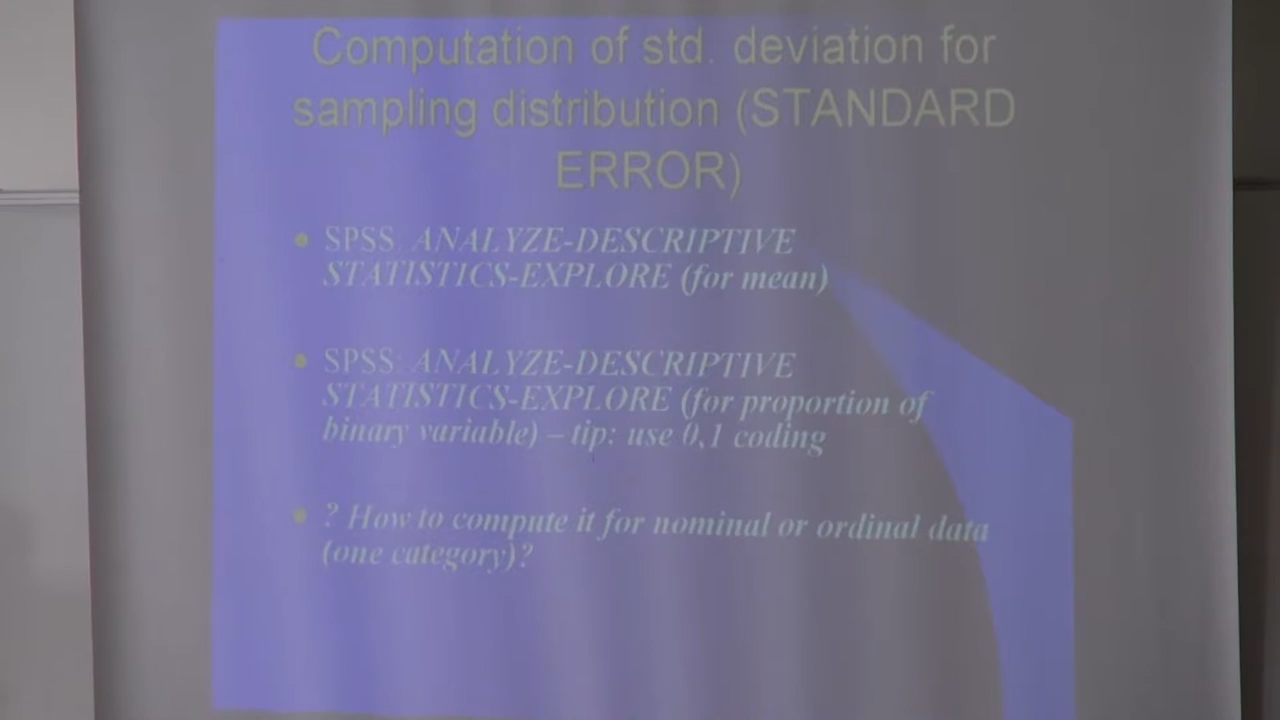 Computation of std. deviation for
sampling distribution (STANDARD
ERROR)
• SPSS: ANALYZE-DESCRIPTIVE
STATISTICS-EXPLORE (for mean)
• SPSS: ANALYZE-DESCRIPTIVE
STATISTICS-EXPLORE (for proportion of
binary variable) – tip: use 0,1 coding
• ? How to compute it for nominal or ordinal data
(one category)?